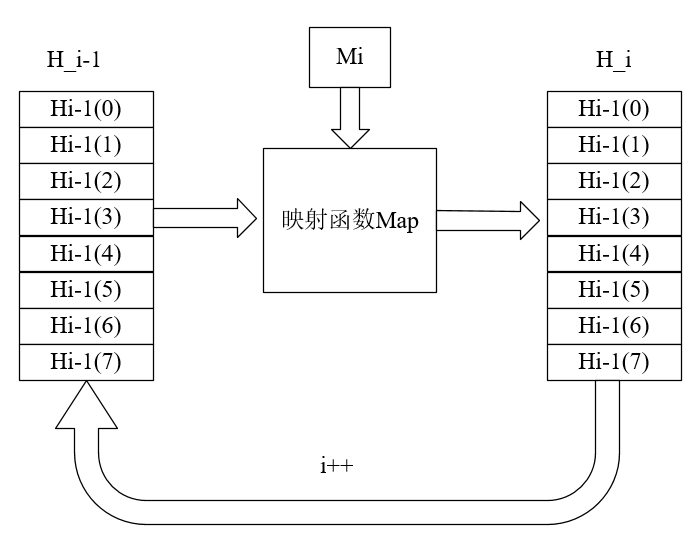 H_i-1
Mi
H_i
Hi-1(0)
Hi-1(1)
Hi-1(2)
Hi-1(3)
Hi-1(4)
Hi-1(5)
Hi-1(6)
Hi-1(7)
映射函数Map
Hi-1(0)
Hi-1(1)
Hi-1(2)
Hi-1(3)
Hi-1(4)
Hi-1(5)
Hi-1(6)
Hi-1(7)
i++